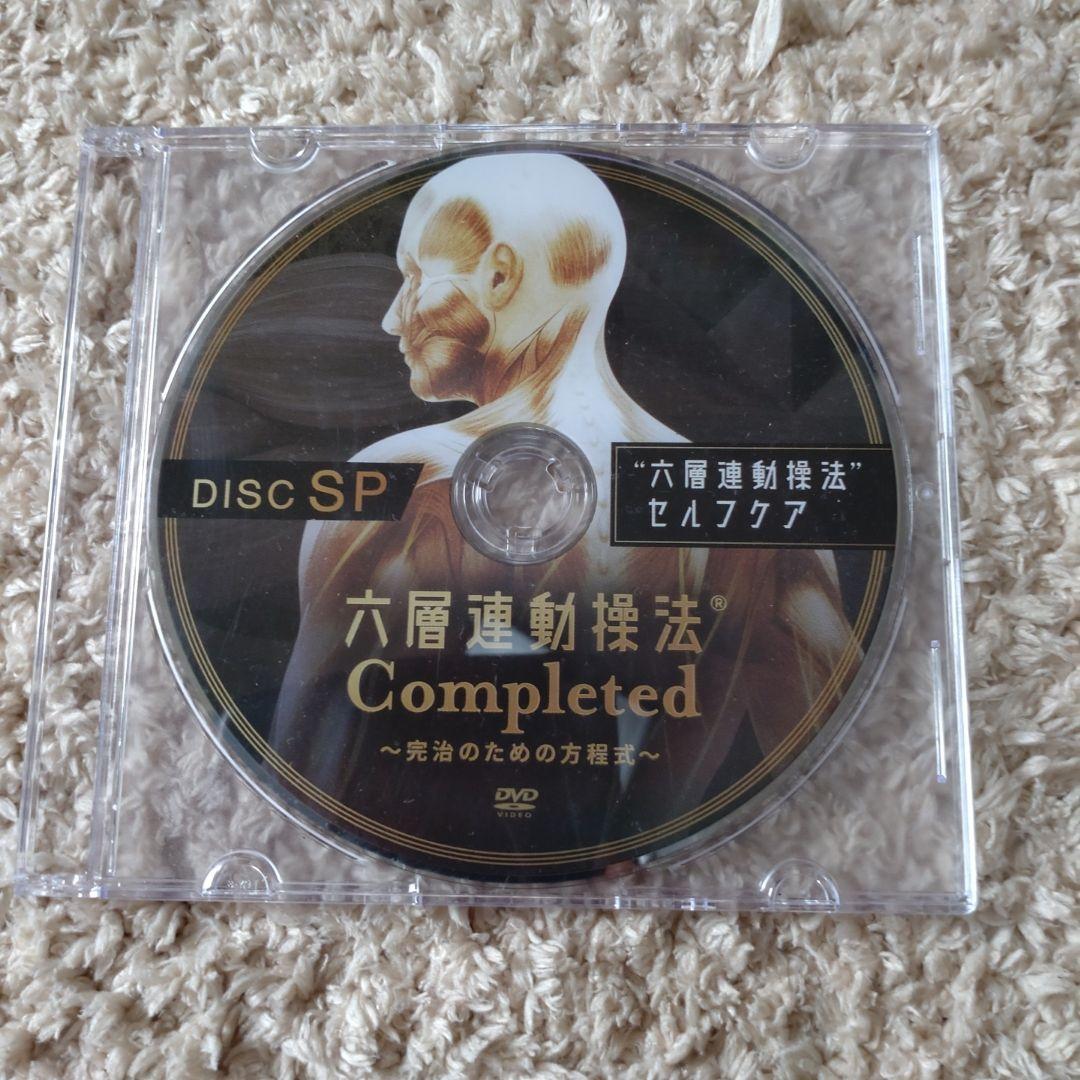 DISC SP
“六層連動操法”
セルフケア
六層連動操法®
Completed
～完治のための方程式～
DVD
VIDEO